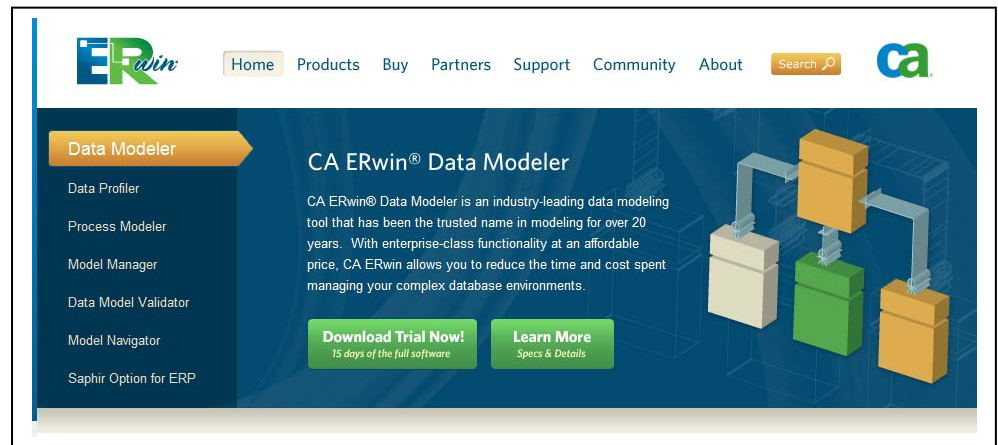 ERwin
Home Products Buy Partners Support Community About Search ca
Data Modeler
Data Profiler
Process Modeler
Model Manager
Data Model Validator
Model Navigator
Saphir Option for ERP
CA ERwin® Data Modeler
CA ERwin® Data Modeler is an industry-leading data modeling
tool that has been the trusted name in modeling for over 20
years. With enterprise-class functionality at an affordable
price, CA ERwin allows you to reduce the time and cost spent
managing your complex database environments.
Download Trial Now!
15 days of the full software
Learn More
Specs & Details